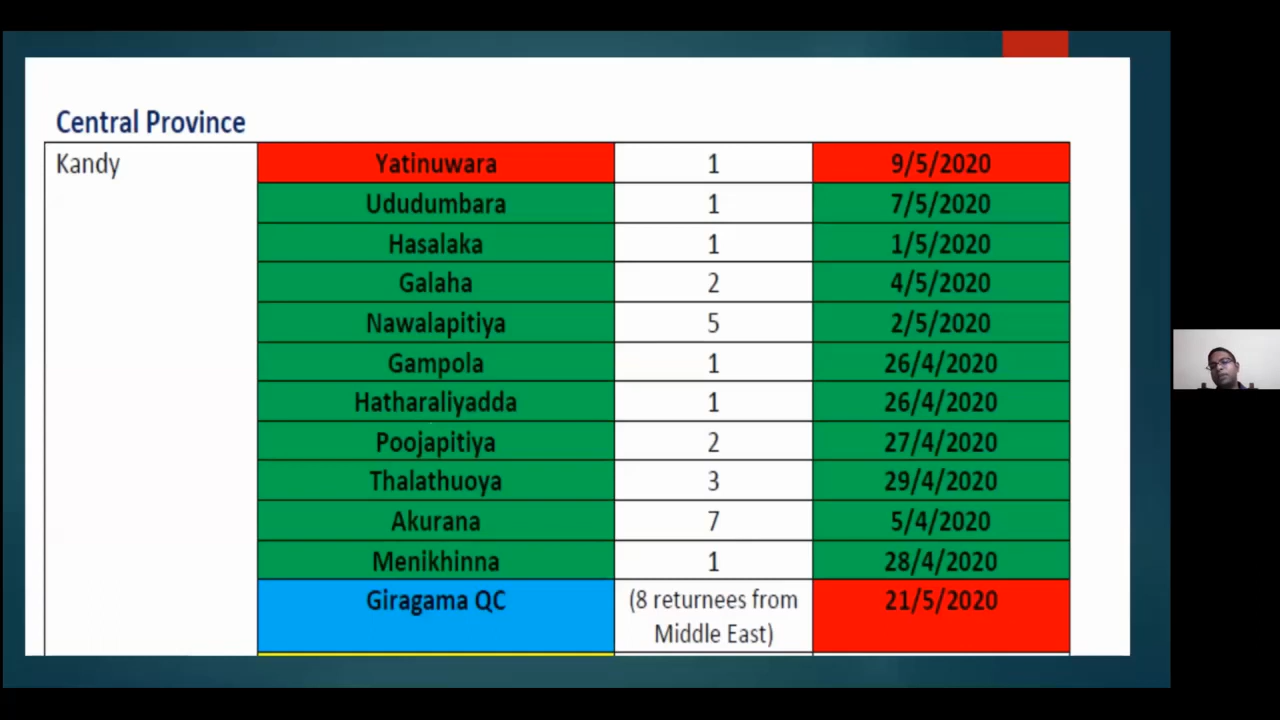 Central Province
Kandy Yatinuwara 1 9/5/2020
Ududumbara 1 7/5/2020
Hasalaka 1 1/5/2020
Galaha 2 4/5/2020
Nawalapitiya 5 2/5/2020
Gampola 1 26/4/2020
Hatharaliyadda 1 26/4/2020
Poojapitiya 2 27/4/2020
Thalathuoya 3 29/4/2020
Akurana 7 5/4/2020
Menikhinna 1 28/4/2020
Giragama QC (8 returnees from 21/5/2020
Middle East)